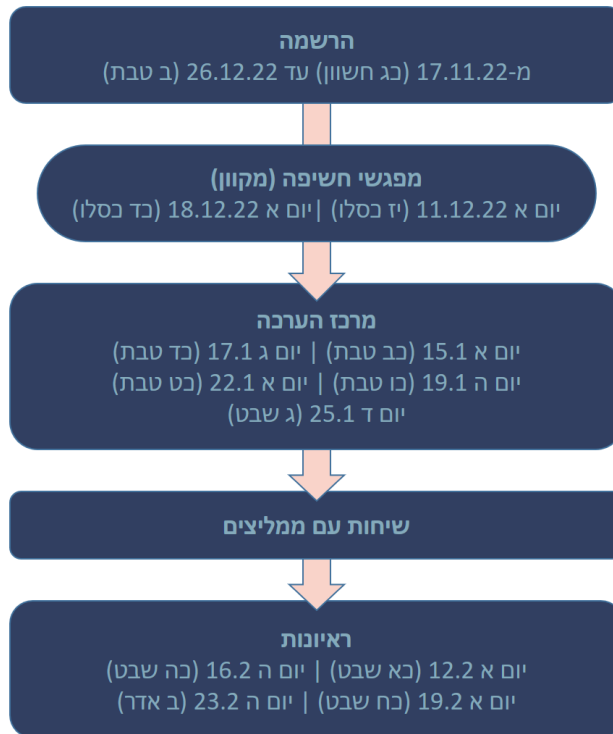 הרשמה
מ-17.11.22 (כג חשוון) עד 26.12.22 (ב טבת)
מפגשי חשיפה (מקוון)
יום א 11.12.22 (יז כסלו) |יום א 18.12.22 (כד כסלו)
מרכז הערכה
יום א 15.1 (כב טבת) | יום ג 17.1 (כד טבת)
יום ה 19.1 (כו טבת) | יום א 22.1 (כט טבת)
יום ד 25.1 (ג שבט)
שיחות עם ממליצים
ראיונות
יום א 12.2 (כא שבט) | יום ה 16.2 (כה שבט)
יום א 19.2 (כח שבט) | יום ה 23.2 (ב אדר)